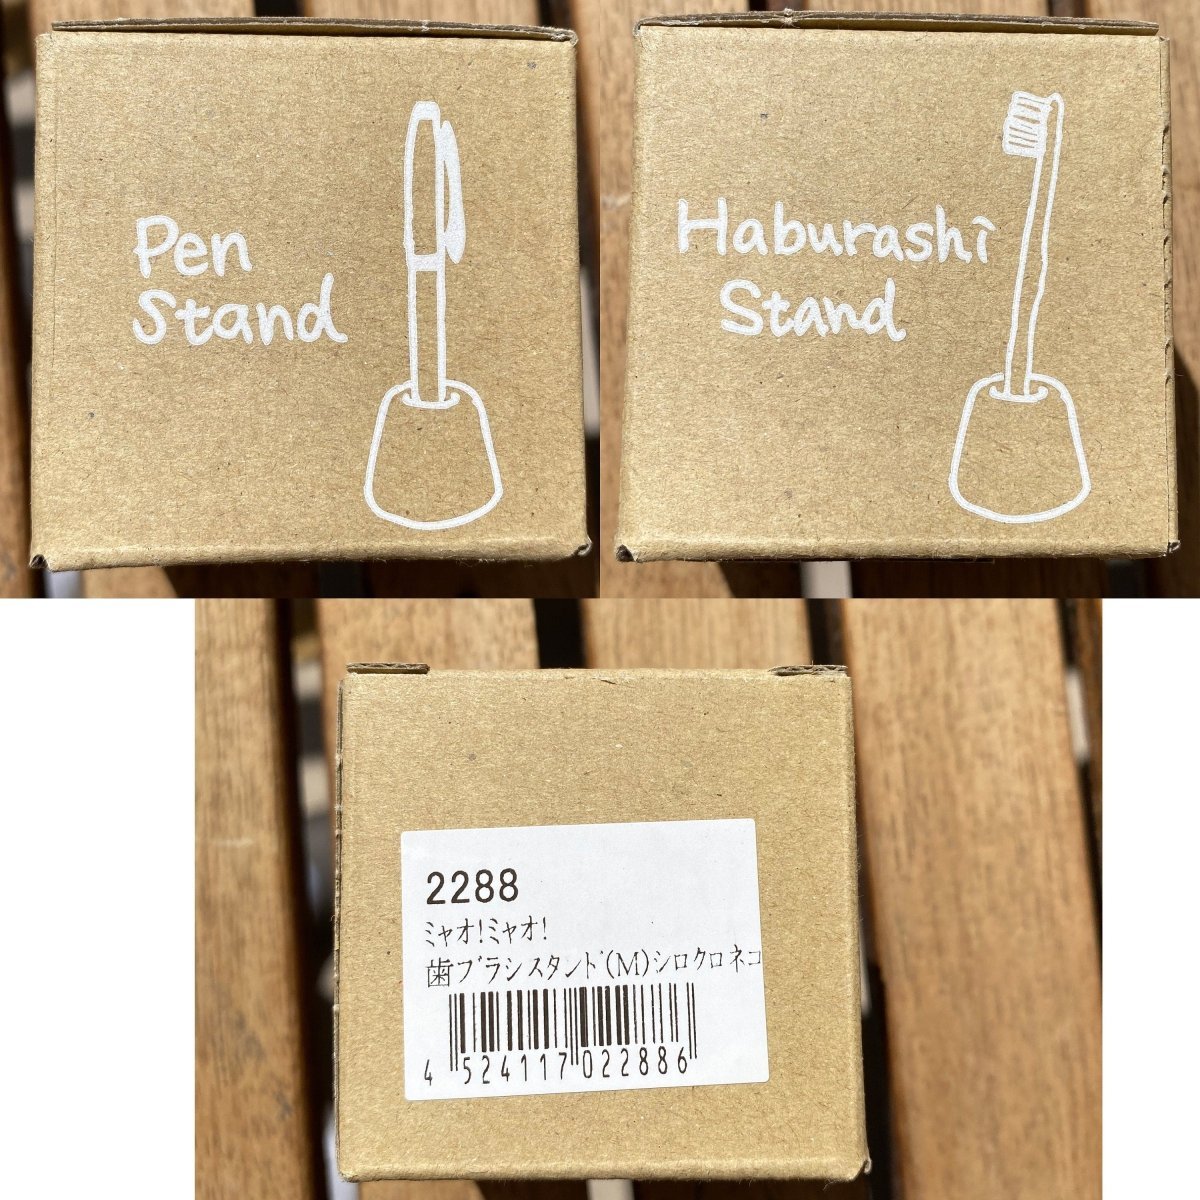 Pen
Stand
Haburashi
Stand
2288
ミャオ!ミャオ!
歯ブラシスタンド(M)シロクロネコ
4 524117 022886